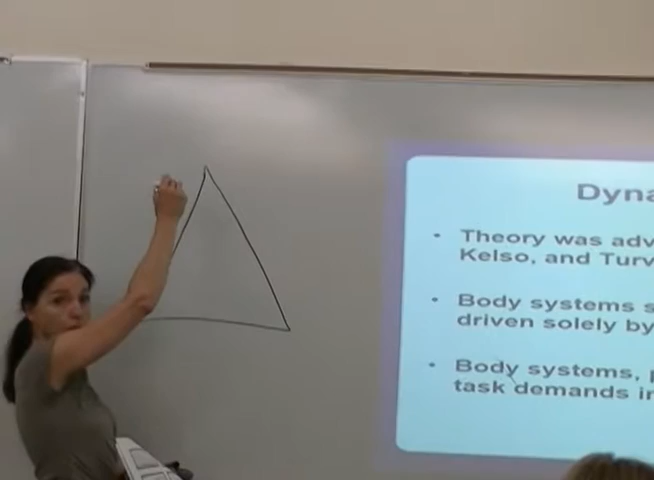 Dyna
• Theory was adv
Kelso, and Turv
• Body systems s
driven solely by
• Body systems, p
task demands in